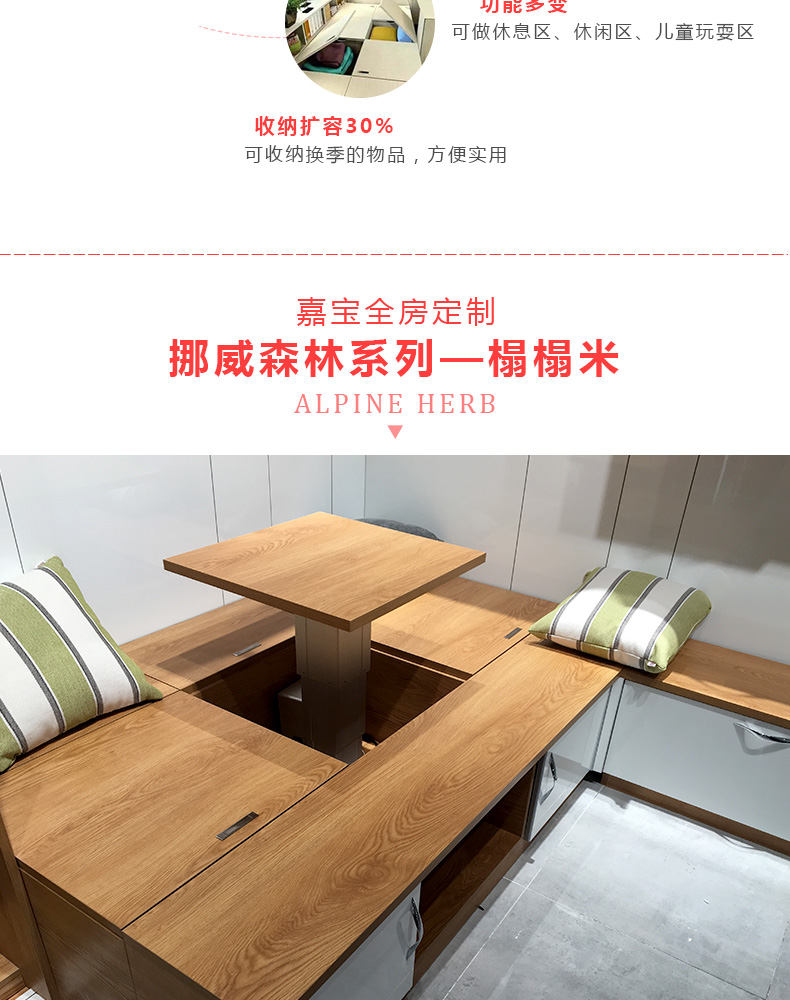 功能多变
可做休息区、休闲区、儿童玩耍区
收纳扩容30%
可收纳换季的物品，方便实用
嘉宝全房定制
挪威森林系列—榻榻米
ALPINE HERB